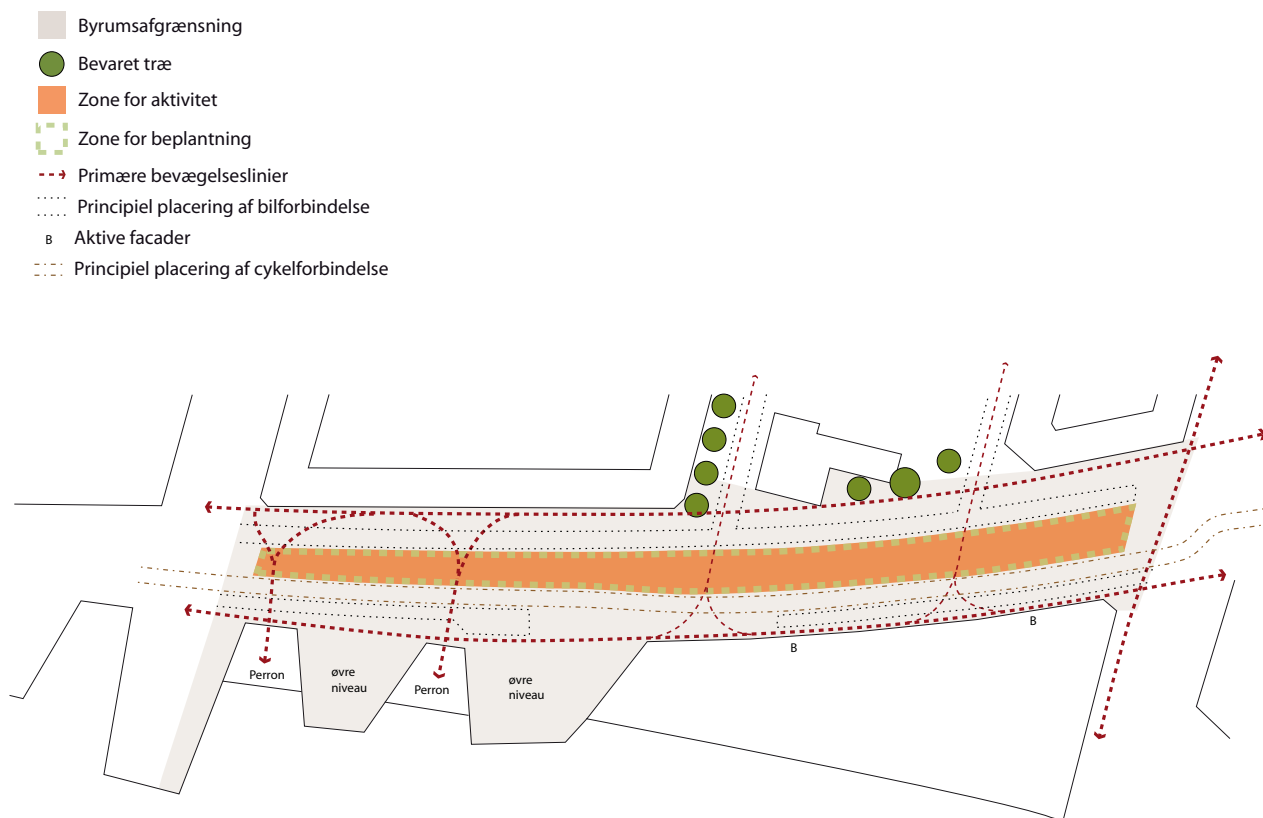 Byrumsafgrænsning
Bevaret træ
Zone for aktivitet
Zone for beplantning
Primære bevægelseslinier
Principiel placering af bilforbindelse
B Aktive facader
Principiel placering af cykelforbindelse
B
B
Perron
øvre
niveau
Perron
øvre
niveau